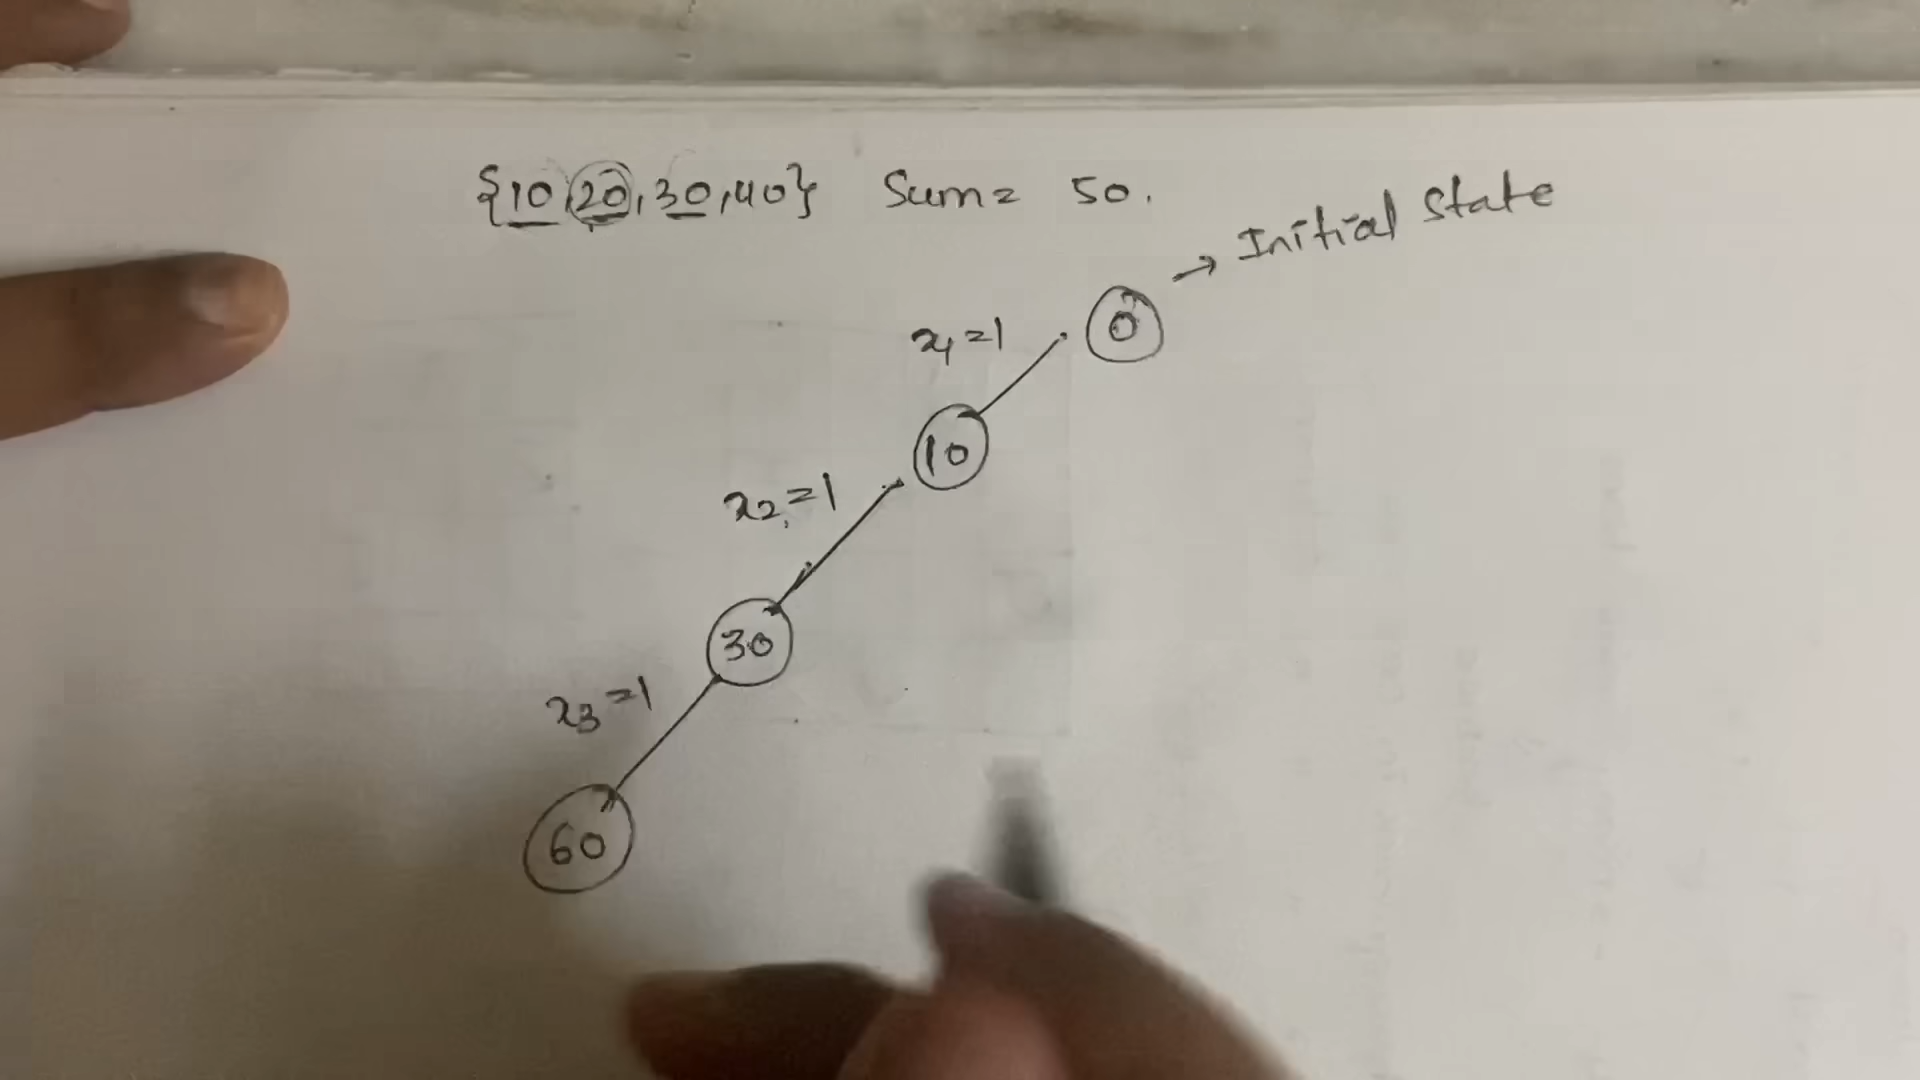 {10,20,30,40} Sum= 50.
→ Initial State
0
x1=1
10
x2=1
30
x3=1
60